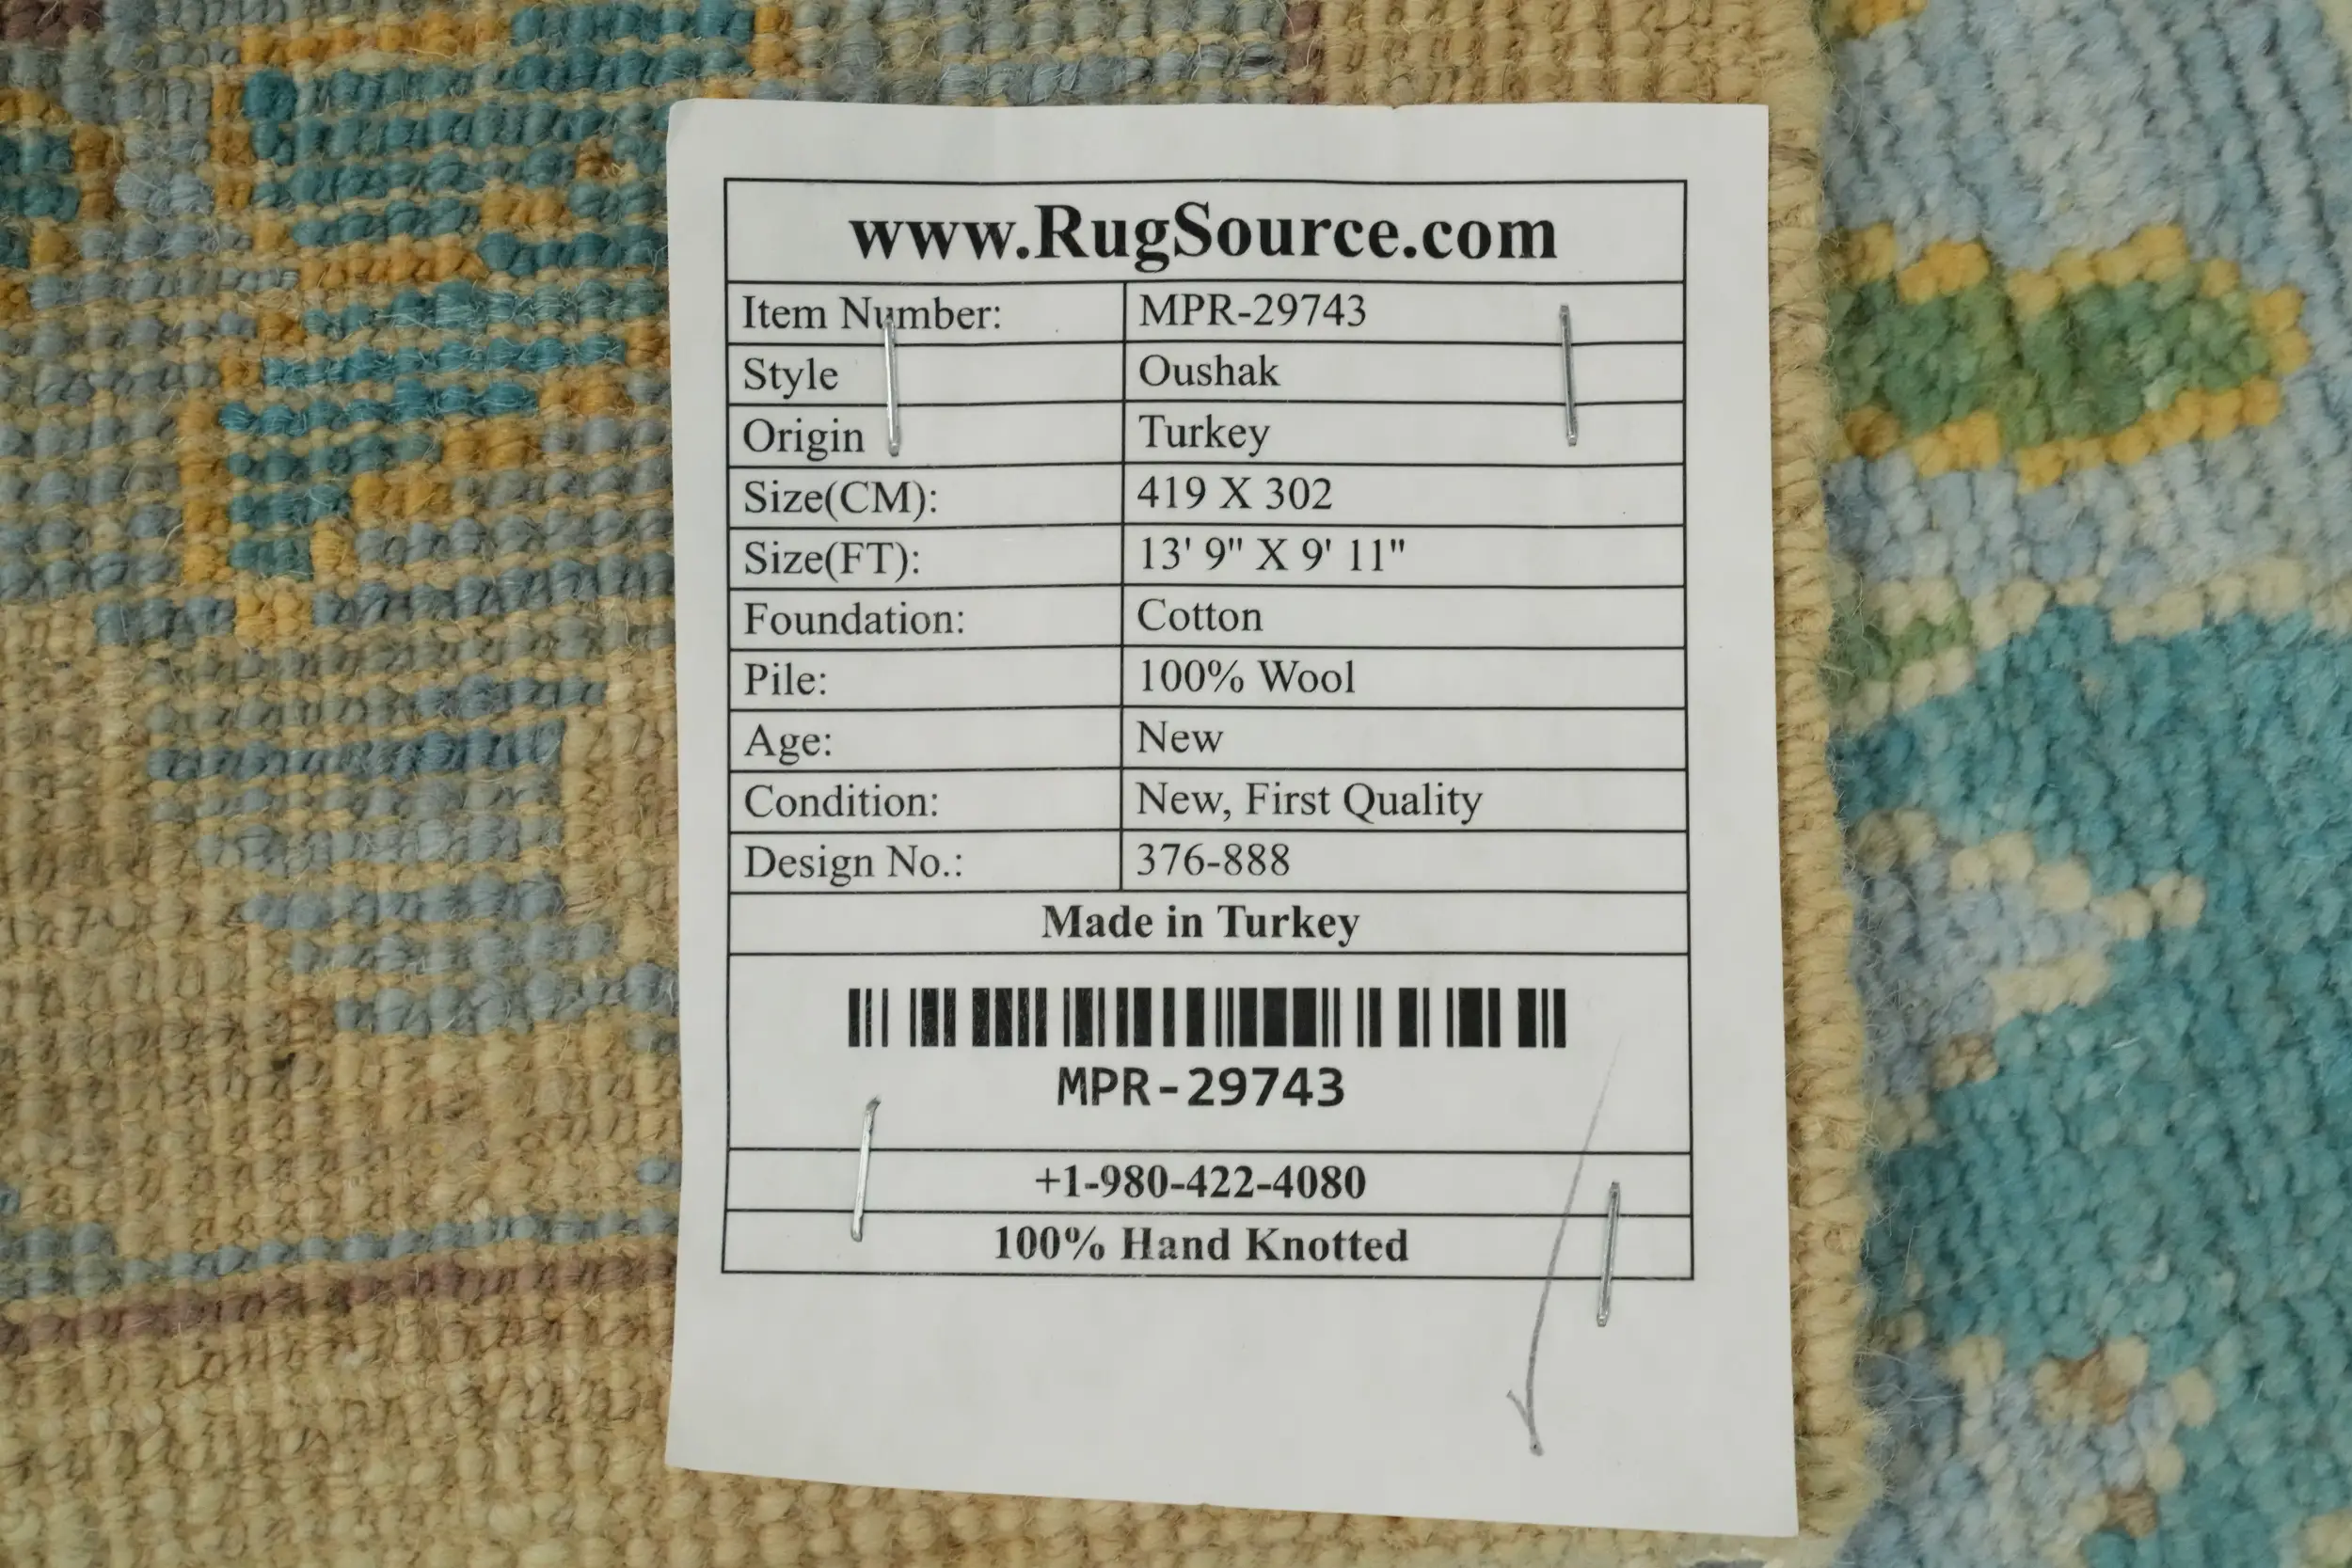 www.RugSource.com
Item Number: MPR-29743
Style Oushak
Origin Turkey
Size(CM): 419 X 302
Size(FT): 13' 9" X 9' 11"
Foundation: Cotton
Pile: 100% Wool
Age: New
Condition: New, First Quality
Design No.: 376-888
Made in Turkey
MPR-29743
+1-980-422-4080
100% Hand Knotted